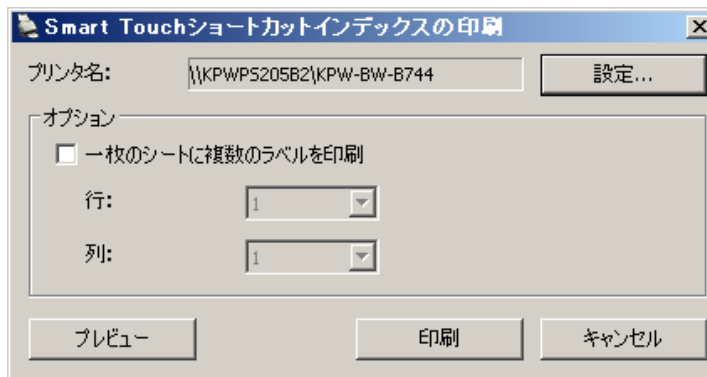 Smart Touchショートカットインデックスの印刷
プリンタ名: \\KPWPS205B2\KPW-BW-B744 設定...
オプション
一枚のシートに複数のラベルを印刷
行: 1
列: 1
プレビュー 印刷 キャンセル